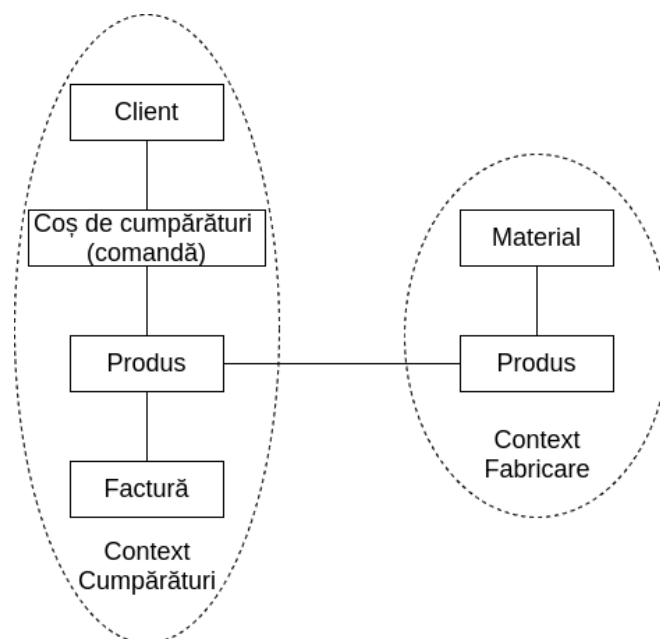 Client
Coș de cumpărături
(comandă)
Produs
Factură
Context
Cumpărături
Material
Produs
Context
Fabricare